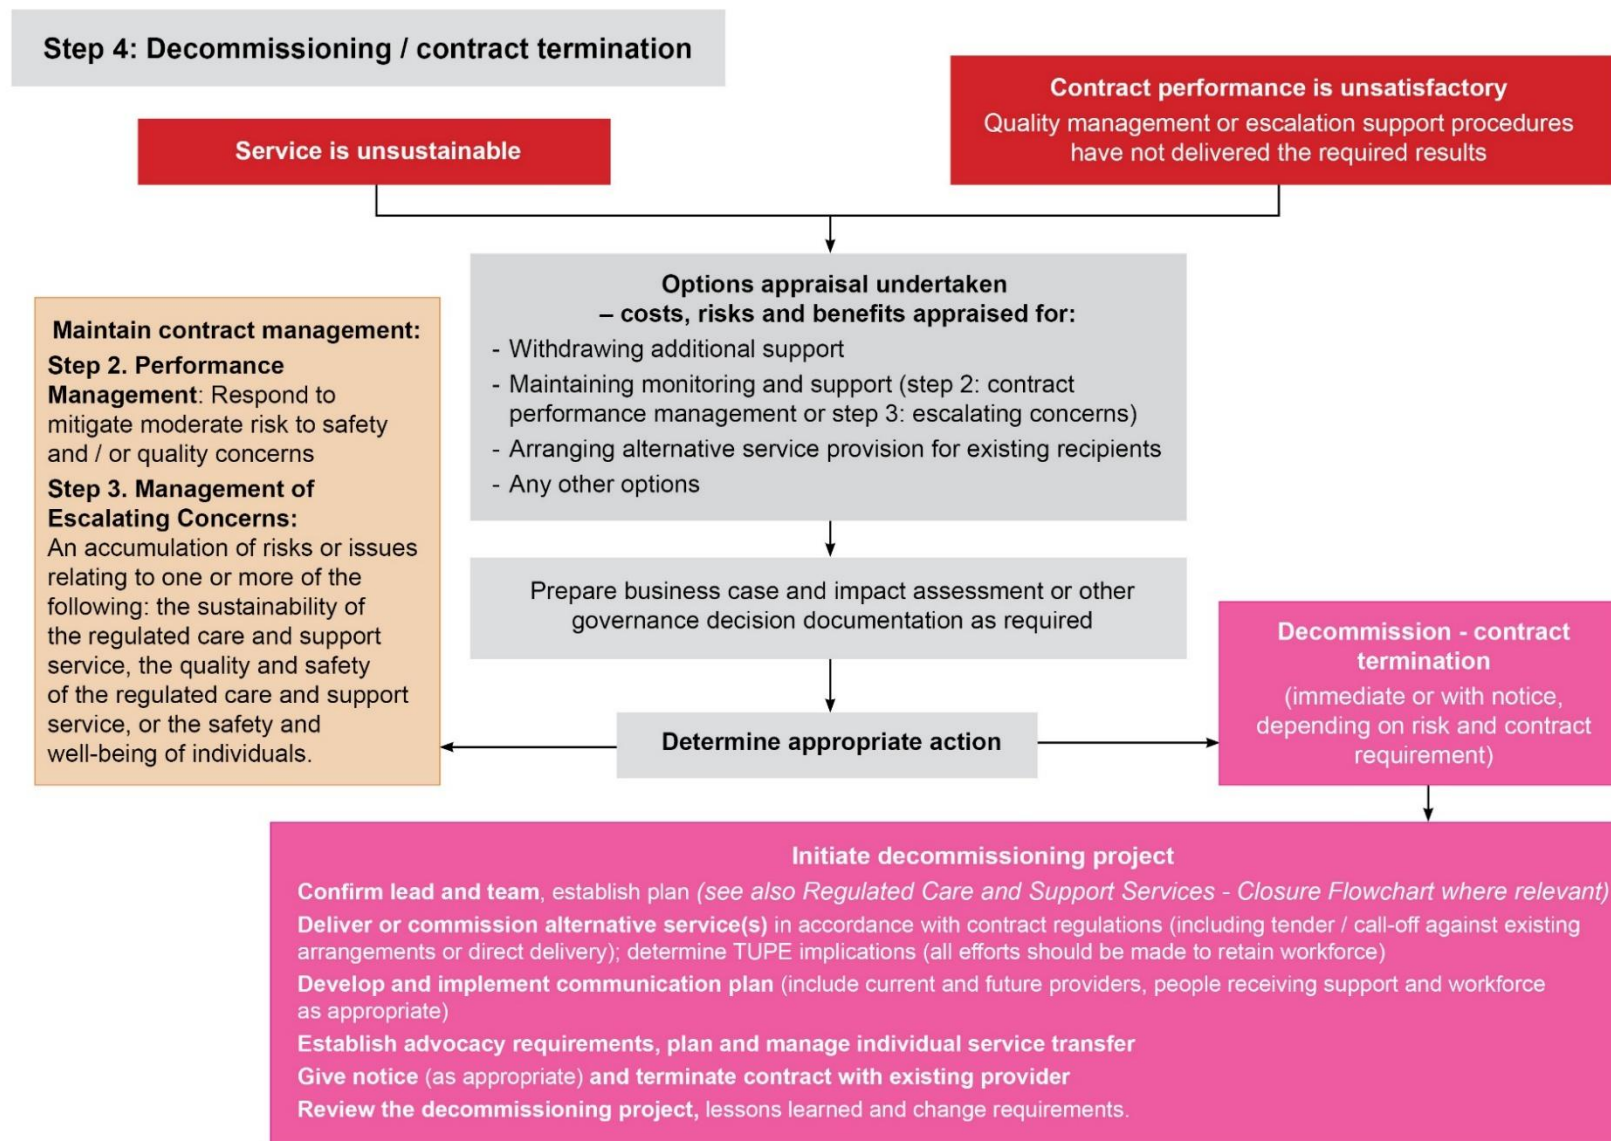 Step 4: Decommissioning / contract termination
Service is unsustainable
Contract performance is unsatisfactory
Quality management or escalation support procedures
have not delivered the required results
Options appraisal undertaken
– costs, risks and benefits appraised for:
- Withdrawing additional support
- Maintaining monitoring and support (step 2: contract
performance management or step 3: escalating concerns)
- Arranging alternative service provision for existing recipients
- Any other options
Maintain contract management:
Step 2. Performance
Management: Respond to
mitigate moderate risk to safety
and / or quality concerns
Step 3. Management of
Escalating Concerns:
An accumulation of risks or issues
relating to one or more of the
following: the sustainability of
the regulated care and support
service, the quality and safety
of the regulated care and support
service, or the safety and
well-being of individuals.
Prepare business case and impact assessment or other
governance decision documentation as required
Determine appropriate action
Decommission - contract
termination
(immediate or with notice,
depending on risk and contract
requirement)
Initiate decommissioning project
Confirm lead and team, establish plan (see also Regulated Care and Support Services - Closure Flowchart where relevant)
Deliver or commission alternative service(s) in accordance with contract regulations (including tender / call-off against existing
arrangements or direct delivery); determine TUPE implications (all efforts should be made to retain workforce)
Develop and implement communication plan (include current and future providers, people receiving support and workforce
as appropriate)
Establish advocacy requirements, plan and manage individual service transfer
Give notice (as appropriate) and terminate contract with existing provider
Review the decommissioning project, lessons learned and change requirements.